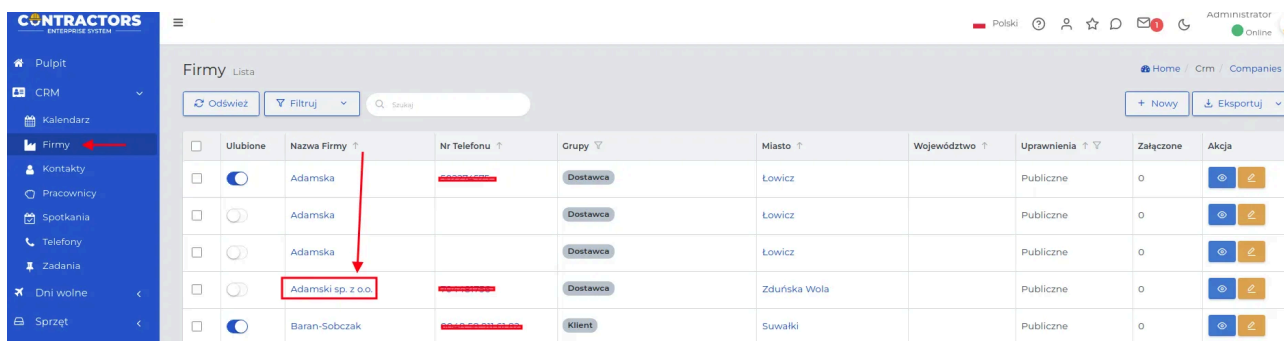 CONTRACTORS
ENTERPRISE SYSTEM
Polski
1
Administrator
Online
Pulpit
CRM
Kalendarz
Firmy
Kontakty
Pracownicy
Spotkania
Telefony
Zadania
Dni wolne
Sprzęt
Firmy Lista
Home / Crm / Companies
Odśwież Filtruj Szukaj + Nowy Eksportuj
Ulubione Nazwa Firmy Nr Telefonu Grupy Miasto Województwo Uprawnienia Załączone Akcja
Adamska Dostawca Łowicz Publiczne 0
Adamska Dostawca Łowicz Publiczne 0
Adamska Dostawca Łowicz Publiczne 0
Adamski sp. z o.o. Dostawca Zduńska Wola Publiczne 0
Baran-Sobczak Klient Suwałki Publiczne 0